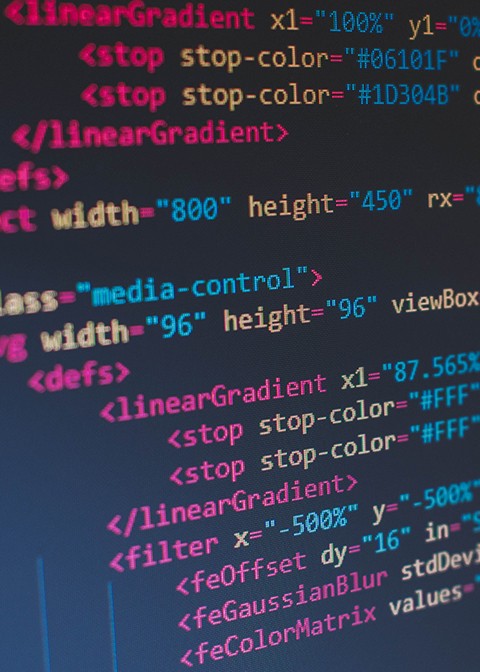 <linearGradient x1="100%" y1="0%
<stop stop-color="#06101F" o
<stop stop-color="#1D304B" o
</linearGradient>
efs>
ct width="800" height="450" rx="8
lass="media-control">
vg width="96" height="96" viewBox
<defs>
<linearGradient x1="87.565%
<stop stop-color="#FFF"
<stop stop-color="#FFF"
</linearGradient>
<filter x="-500%" y="-500%"
<feOffset dy="16" in="S
<feGaussianBlur stdDevi
<feColorMatrix values="